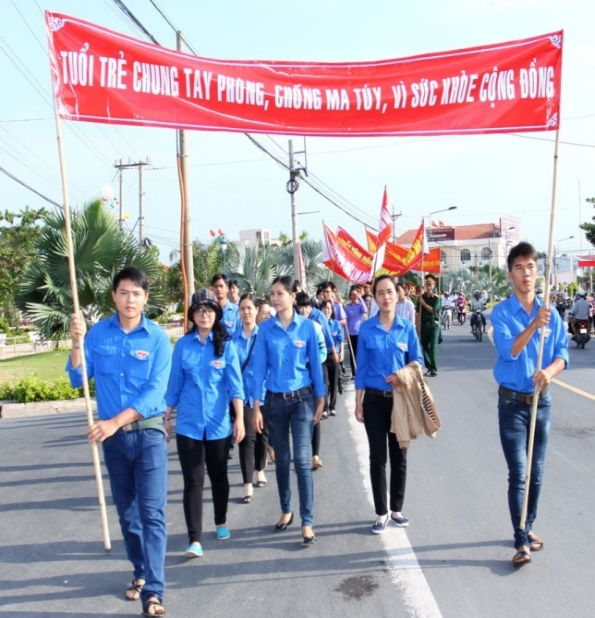 TUỔI TRẺ CHUNG TAY PHÒNG, CHỐNG MA TÚY, VÌ SỨC KHỎE CỘNG ĐỒNG